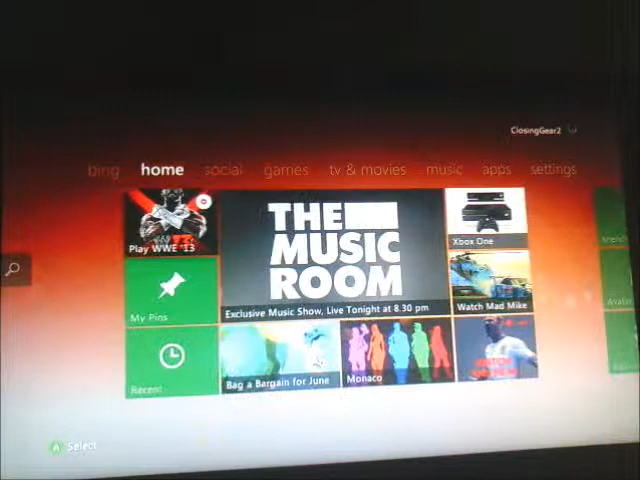 ClosingGear2
bing home social games tv & movies music apps settings
Play WWE '13
THE
MUSIC
ROOM
Exclusive Music Show, Live Tonight at 8.30 pm
Xbox One
Watch Mad Mike
My Pins
Recent
Bag a Bargain for June
Monaco
WATCH
A Select